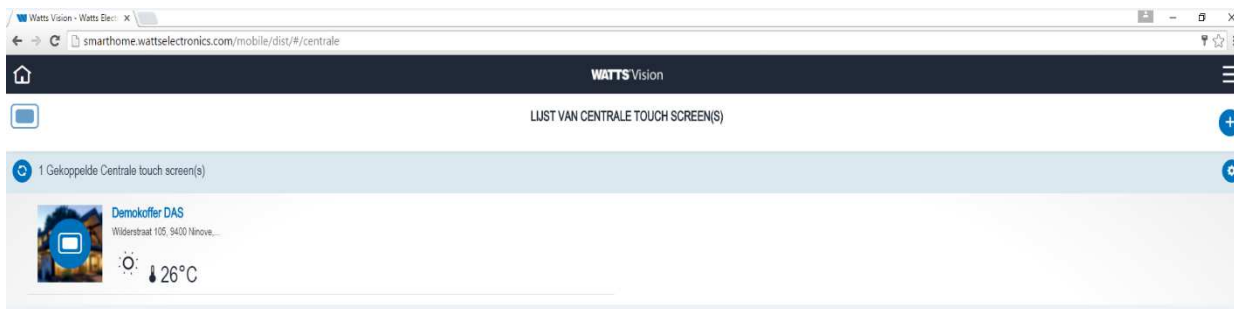 Watts Vision - Watts Elect
smarthome.wattselectronics.com/mobile/dist/#/centrale
WATTS Vision
LIJST VAN CENTRALE TOUCH SCREEN(S)
1 Gekoppelde Centrale touch screen(s)
Demokoffer DAS
Wilderstraat 105, 9400 Ninove,...
26°C